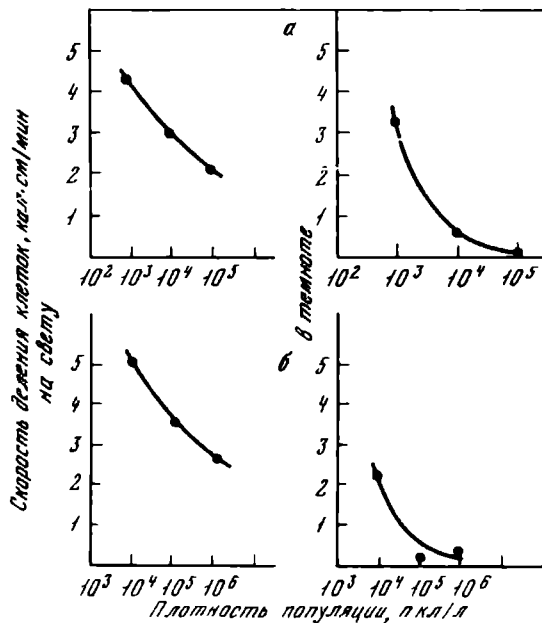 Скорость деления клеток, кал·см/мин
на свету
в темноте
а
5
4
3
2
1
10² 10³ 10⁴ 10⁵
5
4
3
2
1
10² 10³ 10⁴ 10⁵
б
5
4
3
2
1
10³ 10⁴ 10⁵ 10⁶
5
4
3
2
1
10³ 10⁴ 10⁵ 10⁶
Плотность популяции, п кл/л